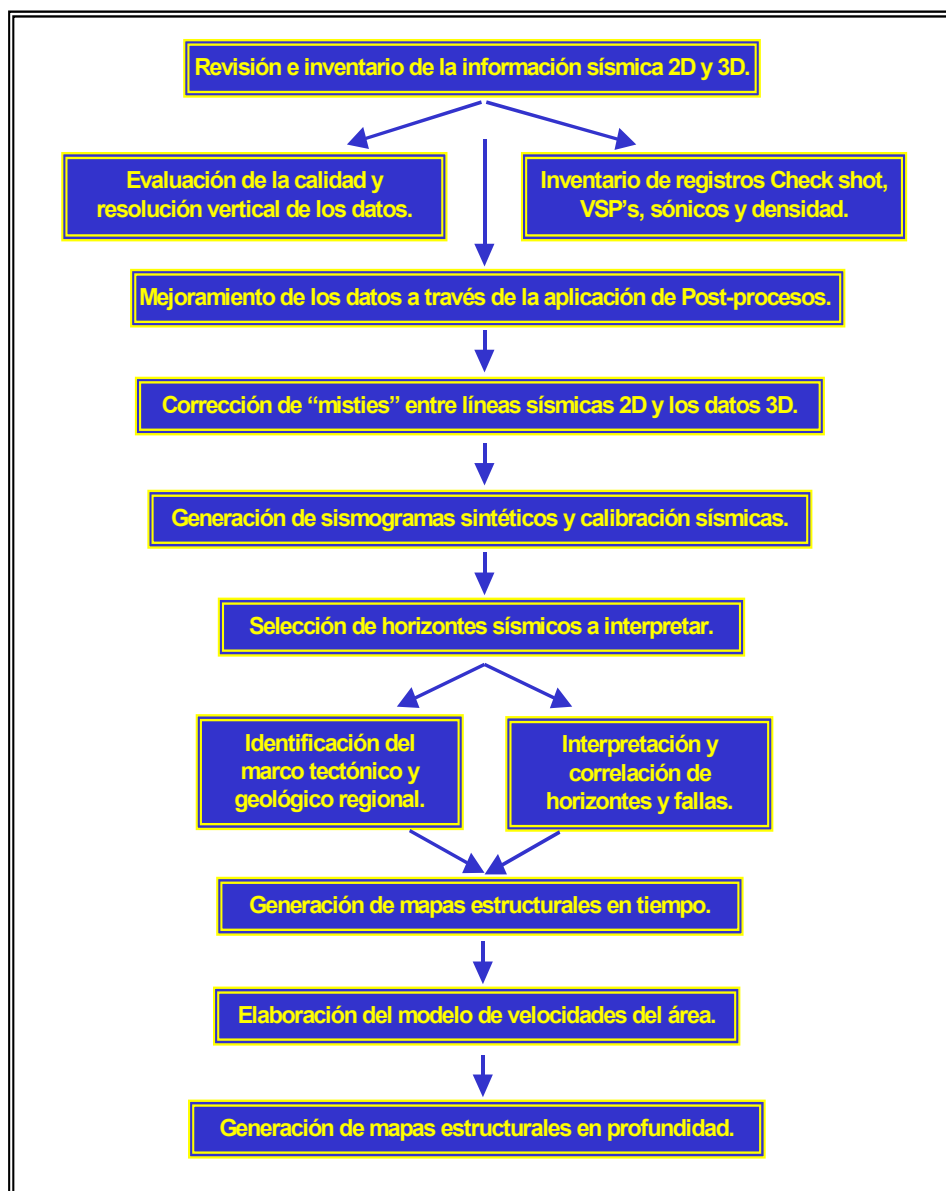 Revisión e inventario de la información sísmica 2D y 3D.
Evaluación de la calidad y
resolución vertical de los datos.
Inventario de registros Check shot,
VSP's, sónicos y densidad.
Mejoramiento de los datos a través de la aplicación de Post-procesos.
Corrección de “misties” entre líneas sísmicas 2D y los datos 3D.
Generación de sismogramas sintéticos y calibración sísmicas.
Selección de horizontes sísmicos a interpretar.
Identificación del
marco tectónico y
geológico regional.
Interpretación y
correlación de
horizontes y fallas.
Generación de mapas estructurales en tiempo.
Elaboración del modelo de velocidades del área.
Generación de mapas estructurales en profundidad.